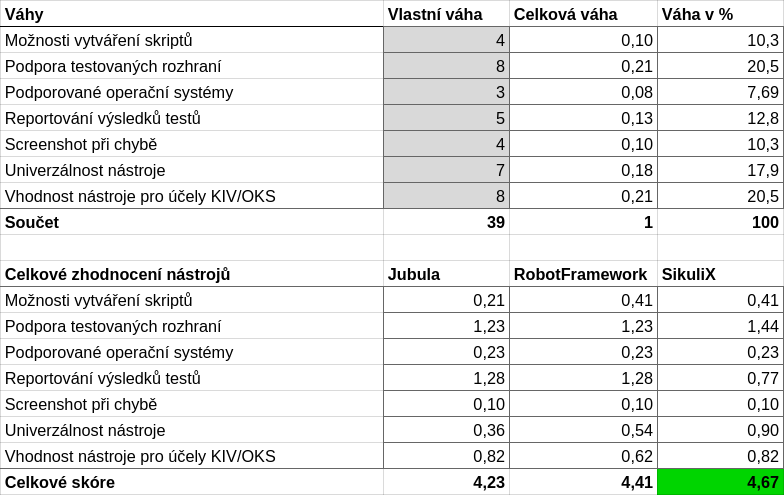 Váhy Vlastní váha Celková váha Váha v %
Možnosti vytváření skriptů 4 0,10 10,3
Podpora testovaných rozhraní 8 0,21 20,5
Podporované operační systémy 3 0,08 7,69
Reportování výsledků testů 5 0,13 12,8
Screenshot při chybě 4 0,10 10,3
Univerzálnost nástroje 7 0,18 17,9
Vhodnost nástroje pro účely KIV/OKS 8 0,21 20,5
Součet 39 1 100
Celkové zhodnocení nástrojů Jubula RobotFramework SikuliX
Možnosti vytváření skriptů 0,21 0,41 0,41
Podpora testovaných rozhraní 1,23 1,23 1,44
Podporované operační systémy 0,23 0,23 0,23
Reportování výsledků testů 1,28 1,28 0,77
Screenshot při chybě 0,10 0,10 0,10
Univerzálnost nástroje 0,36 0,54 0,90
Vhodnost nástroje pro účely KIV/OKS 0,82 0,62 0,82
Celkové skóre 4,23 4,41 4,67